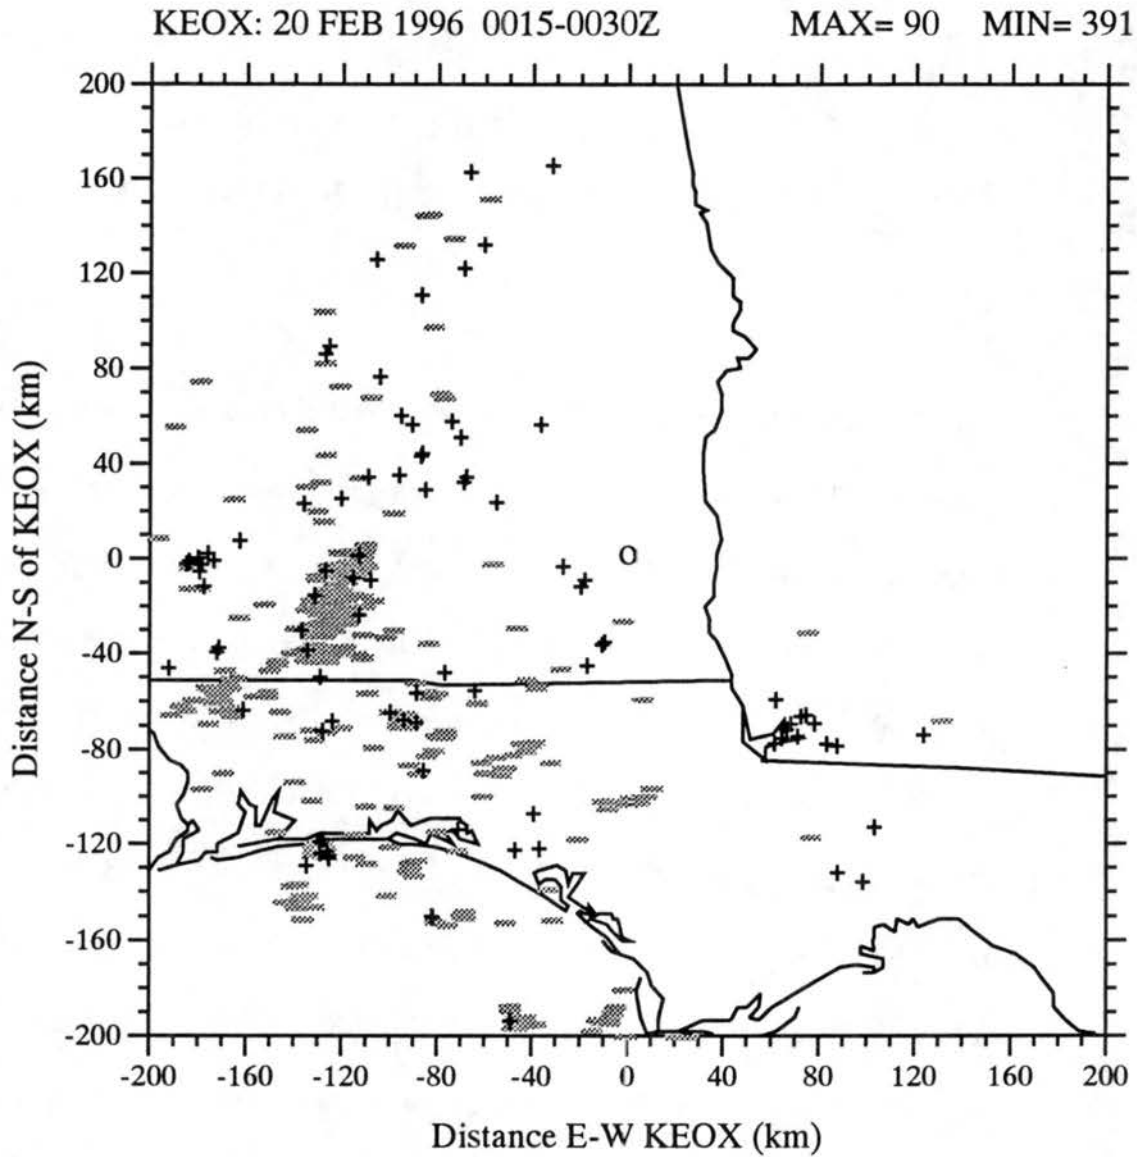 KEOX: 20 FEB 1996 0015-0030Z MAX= 90 MIN= 391
200
160
120
80
40
0
-40
-80
-120
-160
-200
-200 -160 -120 -80 -40 0 40 80 120 160 200
Distance N-S of KEOX (km)
Distance E-W KEOX (km)
O